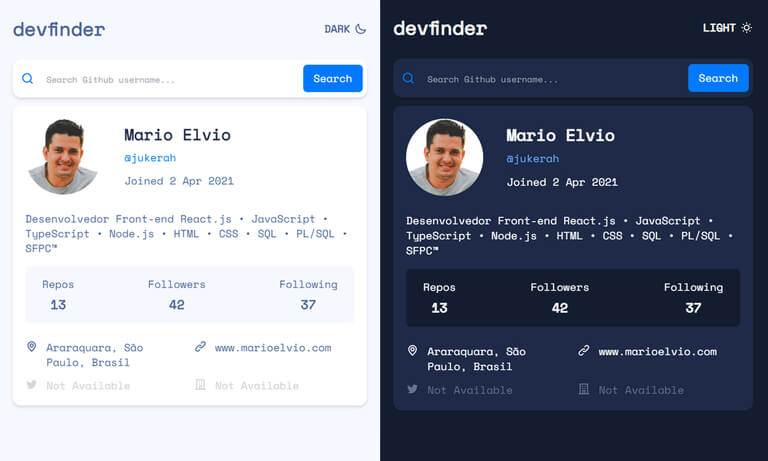 devfinder
DARK
Search Github username...
Search
Mario Elvio
@jukerah
Joined 2 Apr 2021
Desenvolvedor Front-end React.js • JavaScript •
TypeScript • Node.js • HTML • CSS • SQL • PL/SQL •
SFPC™
Repos Followers Following
13 42 37
Araraquara, São www.marioelvio.com
Paulo, Brasil
Not Available Not Available
devfinder
LIGHT
Search Github username...
Search
Mario Elvio
@jukerah
Joined 2 Apr 2021
Desenvolvedor Front-end React.js • JavaScript •
TypeScript • Node.js • HTML • CSS • SQL • PL/SQL •
SFPC™
Repos Followers Following
13 42 37
Araraquara, São www.marioelvio.com
Paulo, Brasil
Not Available Not Available